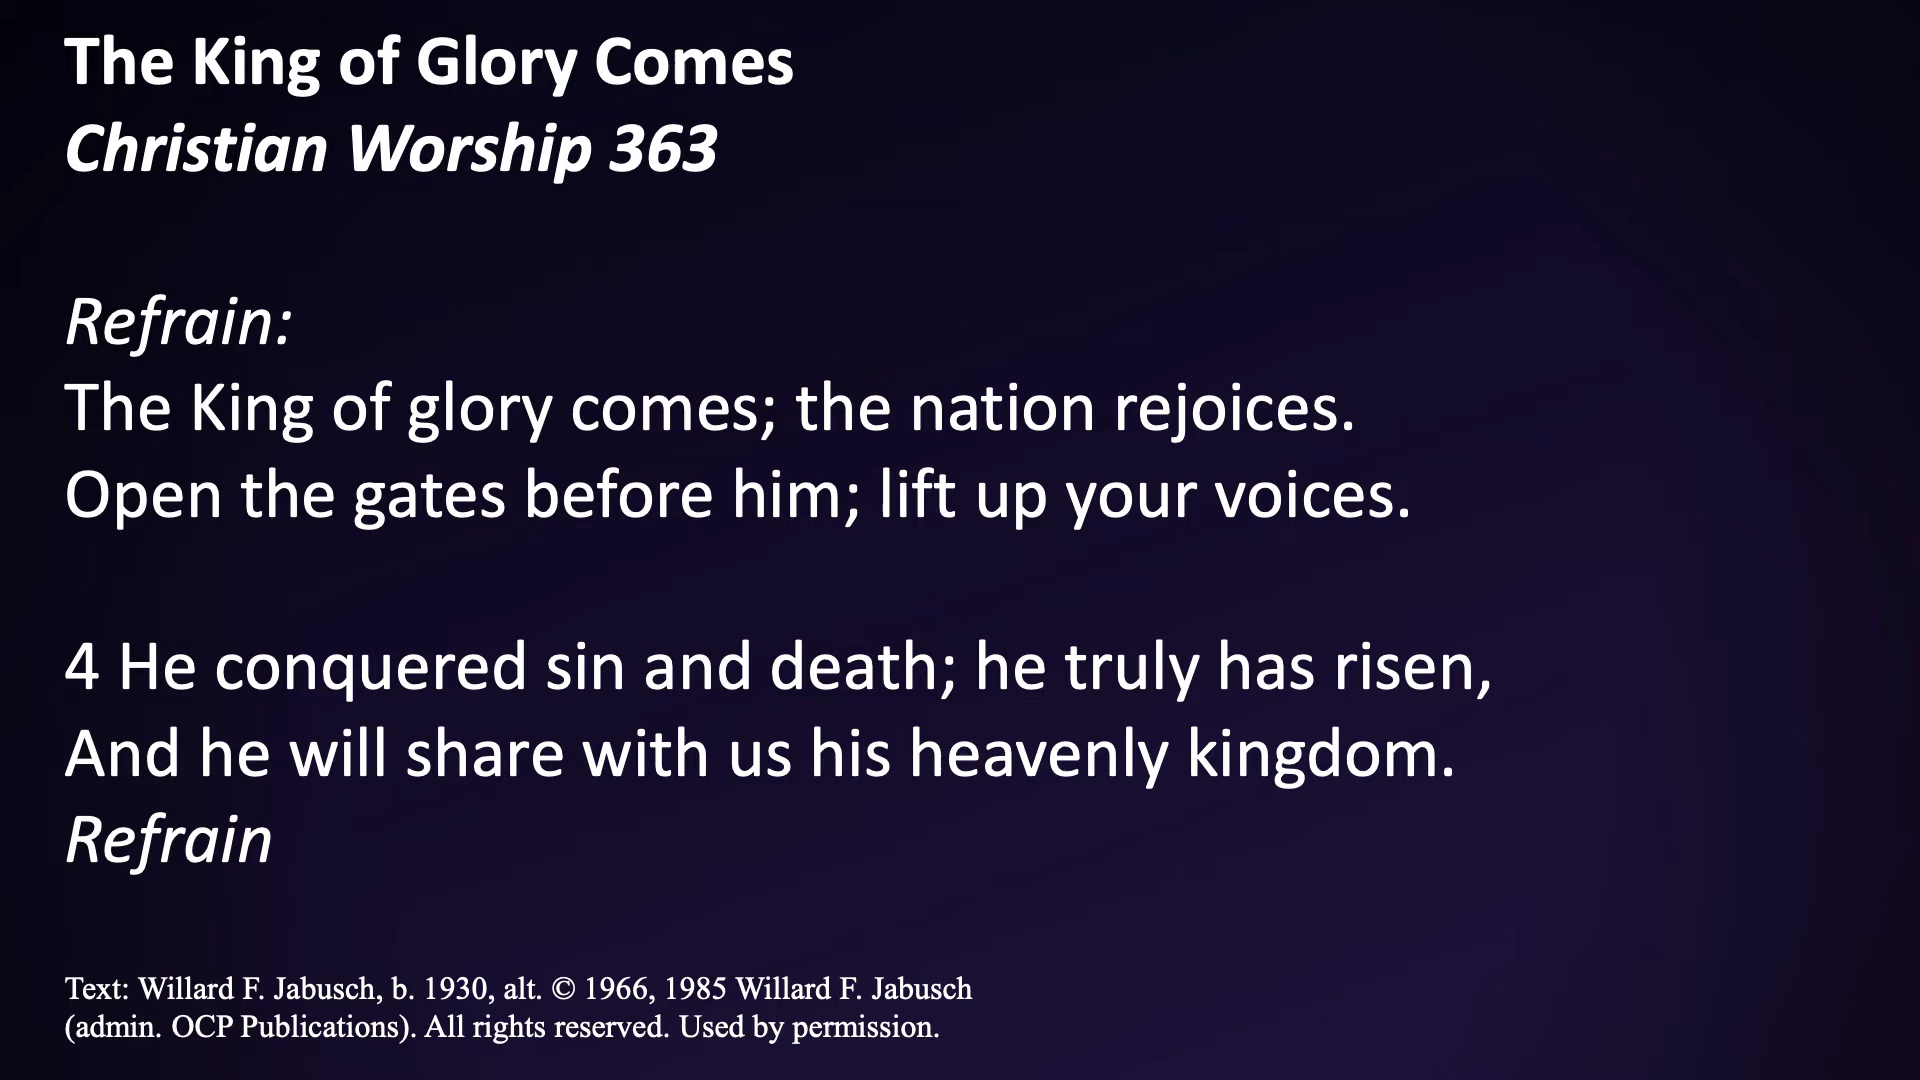 The King of Glory Comes
Christian Worship 363
Refrain:
The King of glory comes; the nation rejoices.
Open the gates before him; lift up your voices.
4 He conquered sin and death; he truly has risen,
And he will share with us his heavenly kingdom.
Refrain
Text: Willard F. Jabusch, b. 1930, alt. © 1966, 1985 Willard F. Jabusch
(admin. OCP Publications). All rights reserved. Used by permission.